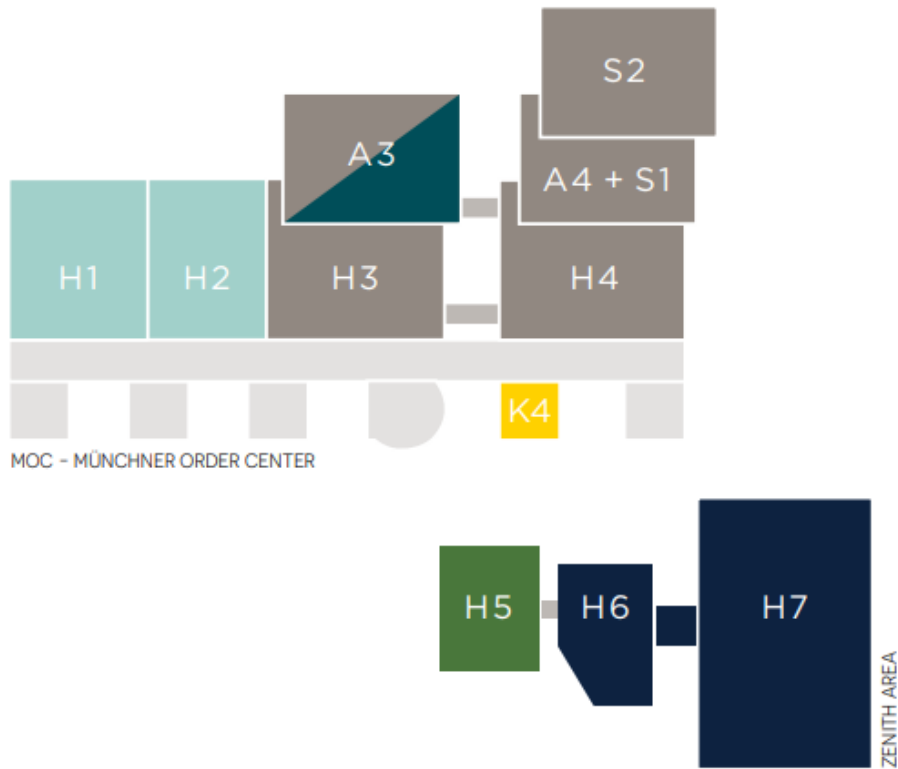 S2
A3
A4 + S1
H1
H2
H3
H4
K4
MOC - MÜNCHNER ORDER CENTER
H5
H6
H7
ZENITH AREA